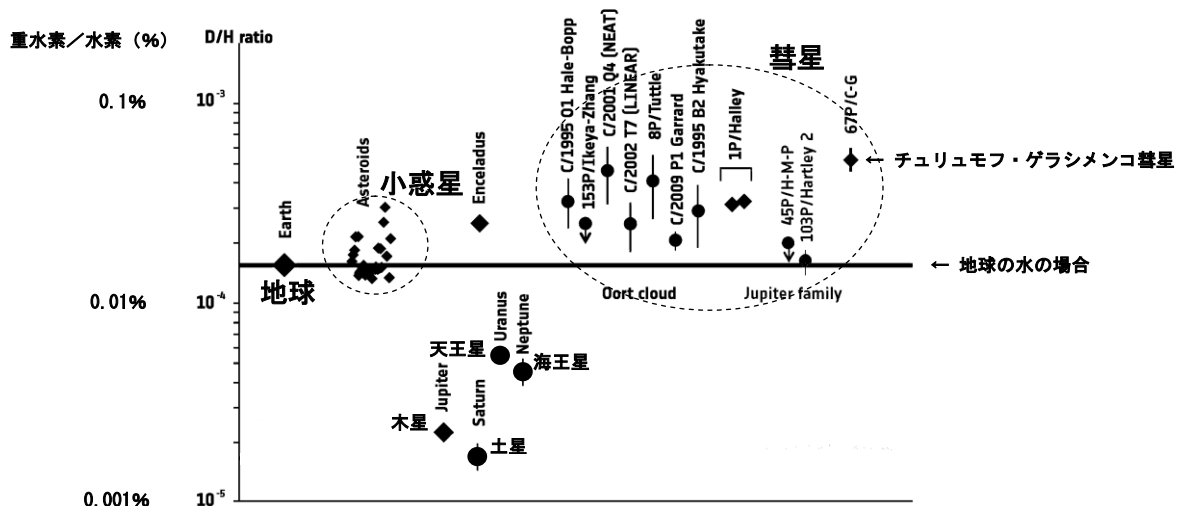 重水素／水素（%）
D/H ratio
0.1%
10⁻³
0.01%
10⁻⁴
0.001%
10⁻⁵
Earth
地球
Asteroids
小惑星
Enceladus
木星
Jupiter
Saturn
土星
天王星
Uranus
Neptune
海王星
彗星
C/1995 O1 Hale-Bopp
153P/Ikeya-Zhang
C/2001 Q4 (NEAT)
C/2002 T7 (LINEAR)
8P/Tuttle
C/2009 P1 Garrard
C/1995 B2 Hyakutake
1P/Halley
45P/H-M-P
103P/Hartley 2
67P/C-G
Oort cloud
Jupiter family
← チュリュモフ・ゲラシメンコ彗星
← 地球の水の場合